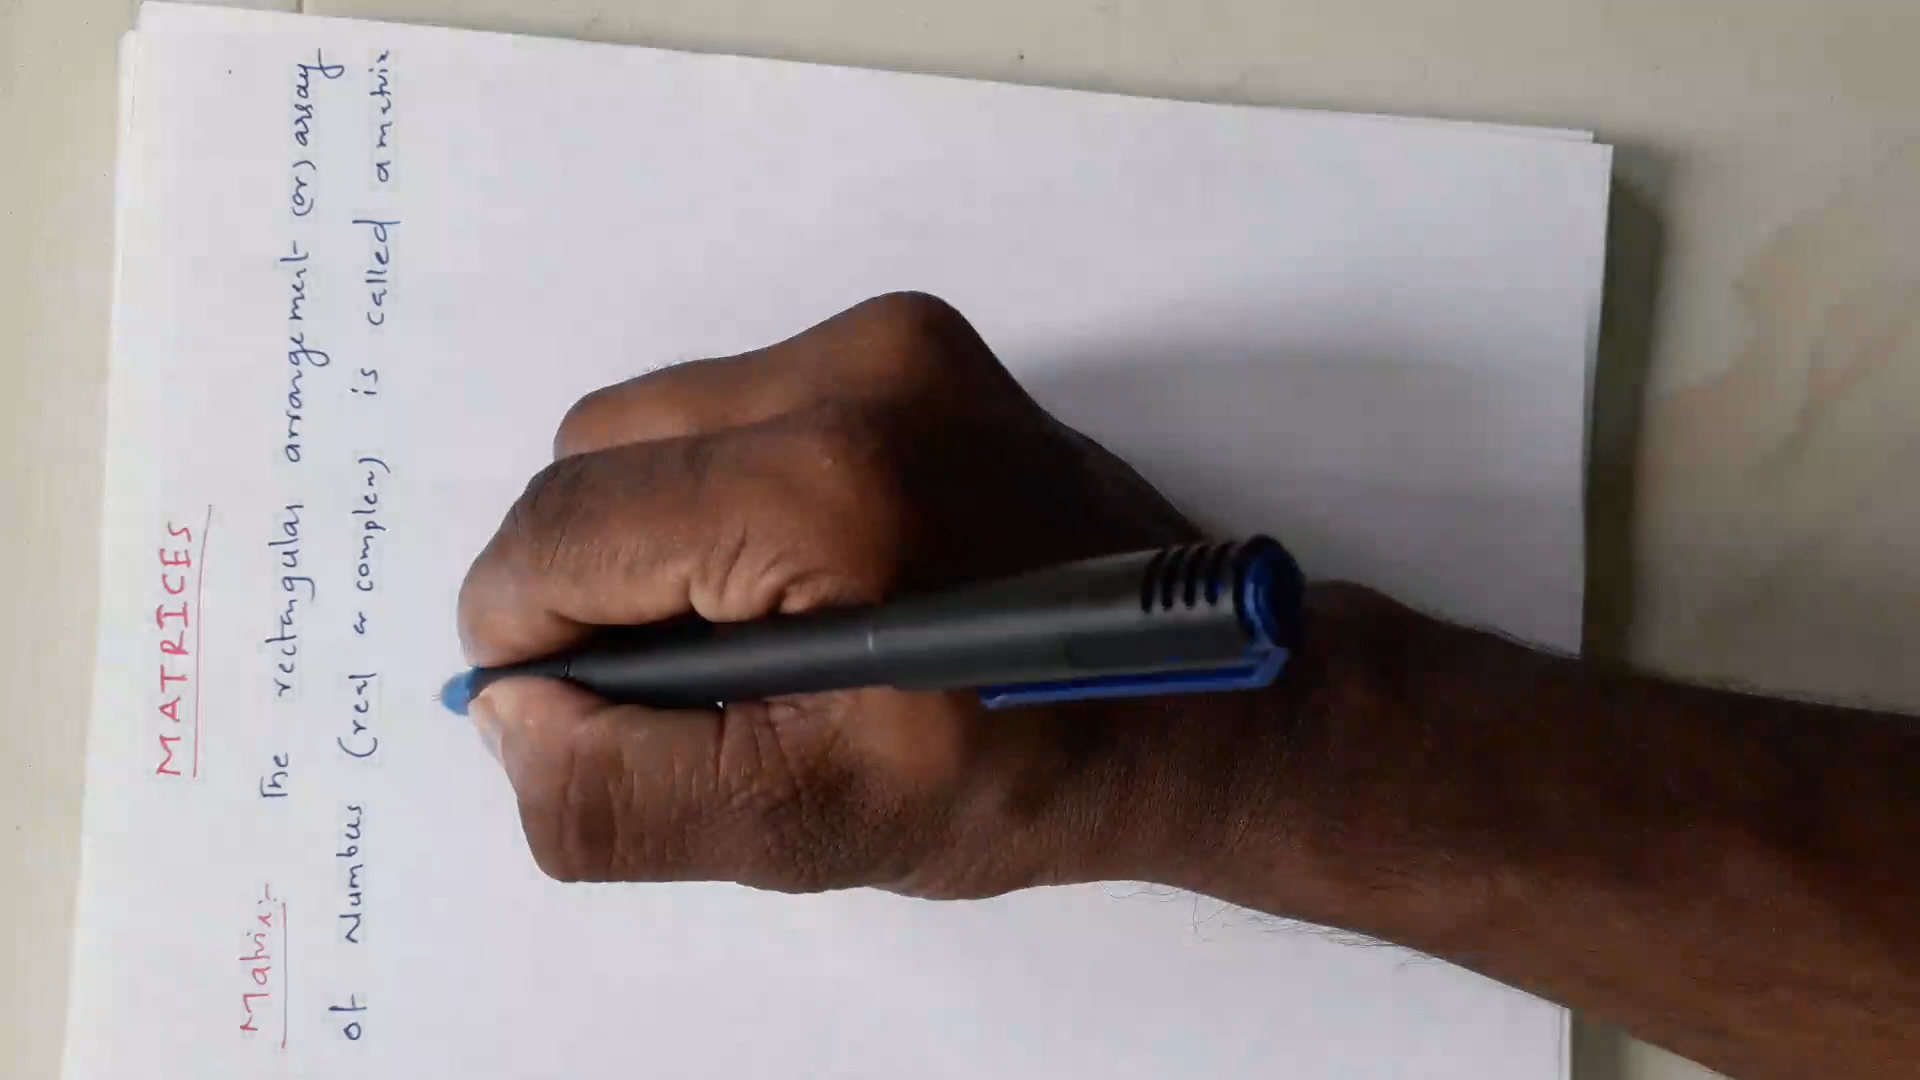 MATRICES
Matrix:- The rectangular arrangement (or) array
of Numbers (real or complex) is called a matrix